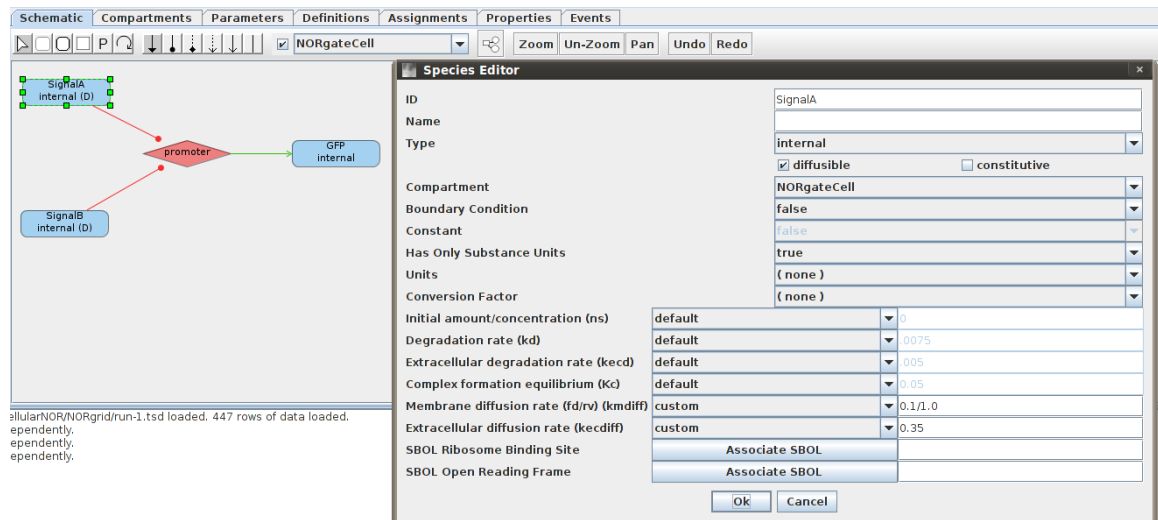 Schematic Compartments Parameters Definitions Assignments Properties Events
P NORgateCell Zoom Un-Zoom Pan Undo Redo
SignalA
internal (D)
promoter
GFP
internal
SignalB
internal (D)
ellularNOR/NORgrid/run-1.tsd loaded. 447 rows of data loaded.
ependently.
ependently.
ependently.
Species Editor
ID SignalA
Name
Type internal
diffusible constitutive
Compartment NORgateCell
Boundary Condition false
Constant false
Has Only Substance Units true
Units ( none )
Conversion Factor ( none )
Initial amount/concentration (ns) default 0
Degradation rate (kd) default .0075
Extracellular degradation rate (kecd) default .005
Complex formation equilibrium (Kc) default 0.05
Membrane diffusion rate (fd/rv) (kmdiff) custom 0.1/1.0
Extracellular diffusion rate (kecdiff) custom 0.35
SBOL Ribosome Binding Site Associate SBOL
SBOL Open Reading Frame Associate SBOL
Ok Cancel